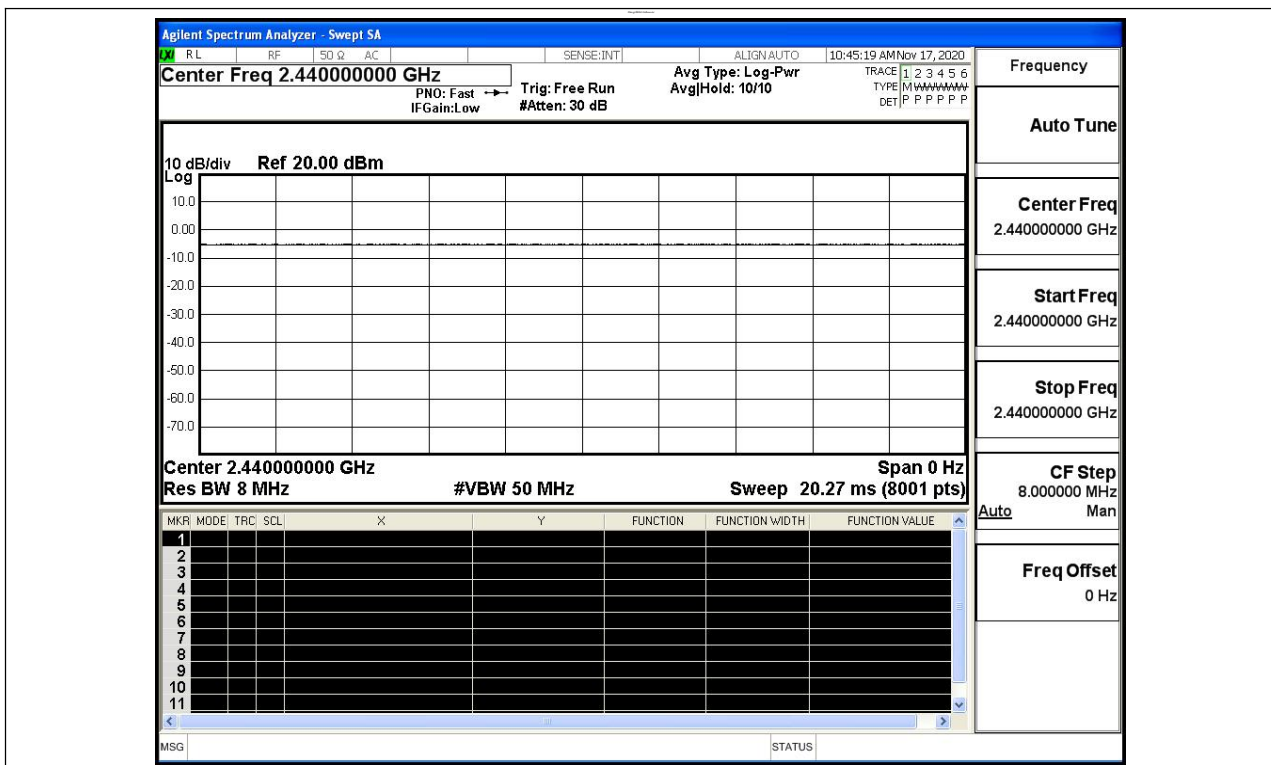 Agilent Spectrum Analyzer - Swept SA
LXI RL RF 50 Ω AC SENSE:INT ALIGN AUTO 10:45:19 AM Nov 17, 2020
Center Freq 2.440000000 GHz
PNO: Fast
IFGain:Low
Trig: Free Run
#Atten: 30 dB
Avg Type: Log-Pwr
Avg|Hold: 10/10
TRACE 1 2 3 4 5 6
TYPE M WWWWW
DET P P P P P P
10 dB/div Ref 20.00 dBm
Log
10.0
0.00
-10.0
-20.0
-30.0
-40.0
-50.0
-60.0
-70.0
Center 2.440000000 GHz Span 0 Hz
Res BW 8 MHz #VBW 50 MHz Sweep 20.27 ms (8001 pts)
MKR MODE TRC SCL X Y FUNCTION FUNCTION WIDTH FUNCTION VALUE
1
2
3
4
5
6
7
8
9
10
11
MSG STATUS
Frequency
Auto Tune
Center Freq
2.440000000 GHz
Start Freq
2.440000000 GHz
Stop Freq
2.440000000 GHz
CF Step
8.000000 MHz
Auto Man
Freq Offset
0 Hz